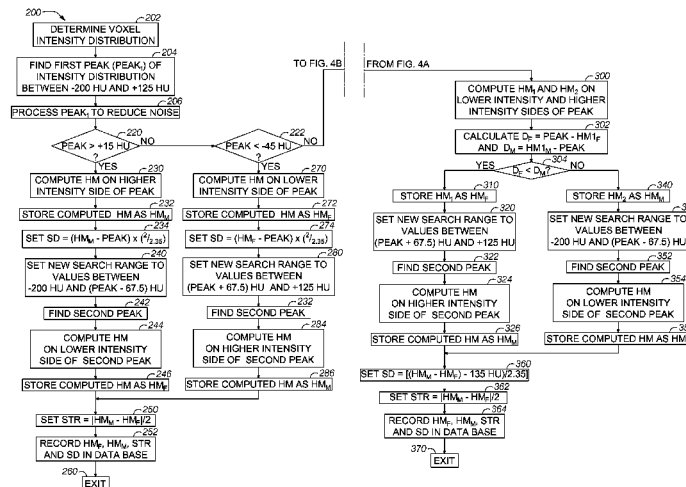 200
202
DETERMINE VOXEL
INTENSITY DISTRIBUTION
204
FIND FIRST PEAK (PEAK₁) OF
INTENSITY DISTRIBUTION
BETWEEN -200 HU AND +125 HU
206
PROCESS PEAK₁ TO REDUCE NOISE
220
PEAK > +15 HU
?
NO
YES
222
PEAK < -45 HU
?
NO
YES
TO FIG. 4B
230
COMPUTE HM ON HIGHER
INTENSITY SIDE OF PEAK
232
STORE COMPUTED HM AS HM_M
234
SET SD = (HM_M - PEAK) x (²/₂.₃₅)
240
SET NEW SEARCH RANGE TO
VALUES BETWEEN
-200 HU AND (PEAK - 67.5) HU
242
FIND SECOND PEAK
244
COMPUTE HM
ON LOWER INTENSITY
SIDE OF SECOND PEAK
246
STORE COMPUTED HM AS HM_F
250
SET STR = |HM_M - HM_F|/2
252
RECORD HM_F, HM_M, STR
AND SD IN DATA BASE
260
EXIT
270
COMPUTE HM ON LOWER
INTENSITY SIDE OF PEAK
272
STORE COMPUTED HM AS HM_F
274
SET SD = (HM_F - PEAK) x (²/₂.₃₅)
280
SET NEW SEARCH RANGE TO
VALUES BETWEEN
(PEAK + 67.5) HU AND +125 HU
232
FIND SECOND PEAK
284
COMPUTE HM
ON HIGHER INTENSITY
SIDE OF SECOND PEAK
286
STORE COMPUTED HM AS HM_M
FROM FIG. 4A
300
COMPUTE HM₁ AND HM₂ ON
LOWER INTENSITY AND HIGHER
INTENSITY SIDES OF PEAK
302
CALCULATE D_F = PEAK - HM1_F
AND D_M = HM1_M - PEAK
304
YES
D_F < D_M?
NO
310
STORE HM₁ AS HM_F
320
SET NEW SEARCH RANGE TO
VALUES BETWEEN
(PEAK + 67.5) HU AND +125 HU
322
FIND SECOND PEAK
324
COMPUTE HM
ON HIGHER INTENSITY
SIDE OF SECOND PEAK
326
STORE COMPUTED HM AS HM_M
340
STORE HM₂ AS HM_M
SET NEW SEARCH RANGE TO
VALUES BETWEEN
-200 HU AND (PEAK - 67.5) HU
352
FIND SECOND PEAK
354
COMPUTE HM
ON LOWER INTENSITY
SIDE OF SECOND PEAK
STORE COMPUTED HM AS HM
360
SET SD = [(HM_M - HM_F) - 135 HU)/2.35]
362
SET STR = |HM_M - HM_F|/2
364
RECORD HM_F, HM_M, STR
AND SD IN DATA BASE
370
EXIT